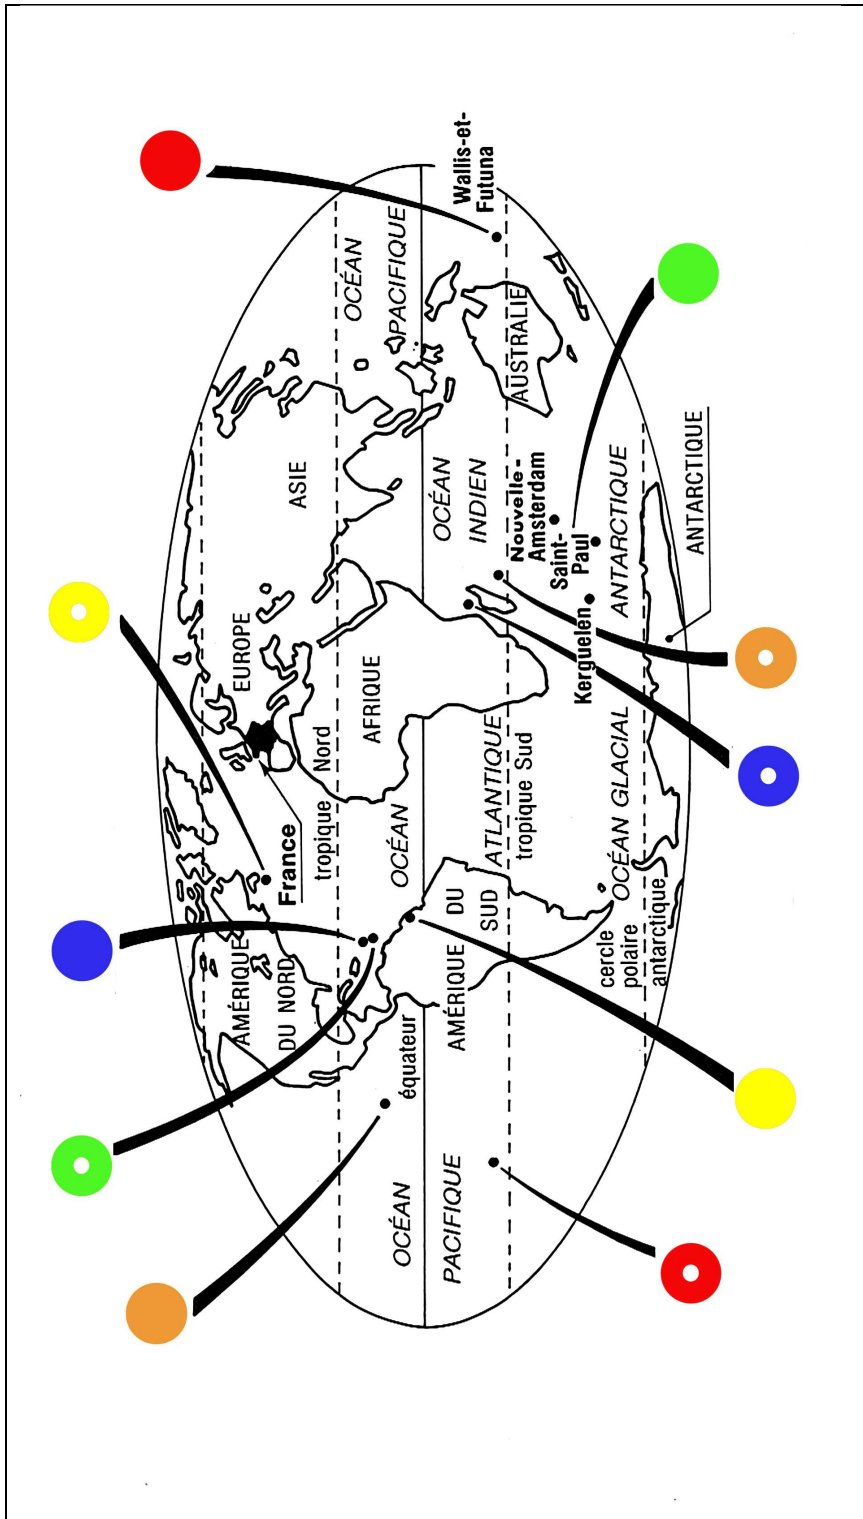 Wallis-et-
Futuna
OCÉAN
PACIFIQUE
AUSTRALIE
ASIE
OCÉAN
INDIEN
Nouvelle-
Amsterdam
Saint-
Paul
ANTARCTIQUE
ANTARCTIQUE
EUROPE
Kerguelen
AFRIQUE
France
tropique Nord
OCÉAN
ATLANTIQUE
tropique Sud
OCÉAN GLACIAL
AMÉRIQUE
DU NORD
AMÉRIQUE
DU
SUD
cercle
polaire
antarctique
équateur
OCÉAN
PACIFIQUE